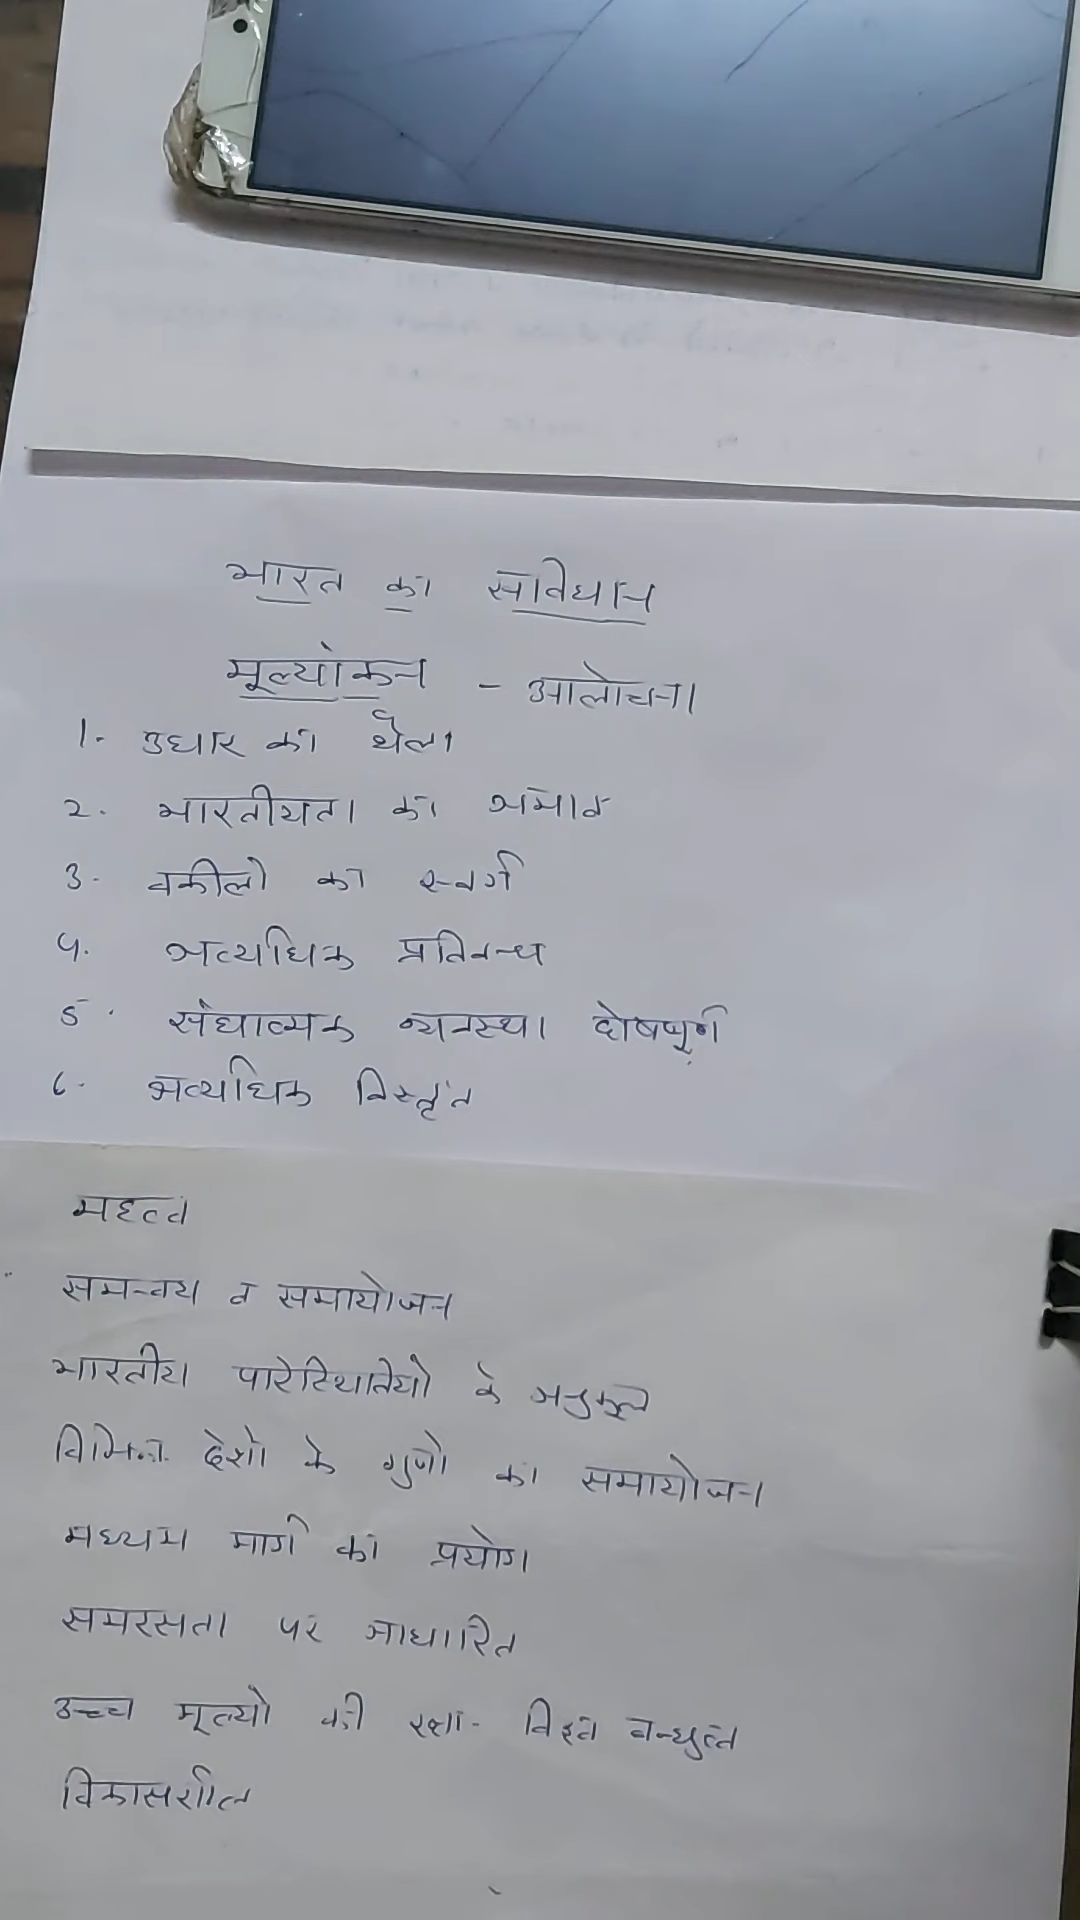 भारत का संविधान
मूल्यांकन - आलोचना
1. उधार का थैला
2. भारतीयता का अभाव
3. वकीलो का स्वर्ग
4. अत्यधिक प्रतिबन्ध
5. संघात्मक व्यवस्था दोषपूर्ण
6. अत्यधिक विस्तृत
महत्व
समन्वय व समायोजन
भारतीय परिस्थितियो के अनुकूल
विभिन्न देशो के गुणो का समायोजन
मध्यम मार्ग का प्रयोग
समरसता पर आधारित
उच्च मूल्यो की रक्षा - विश्व बन्धुत्व
विकासशील